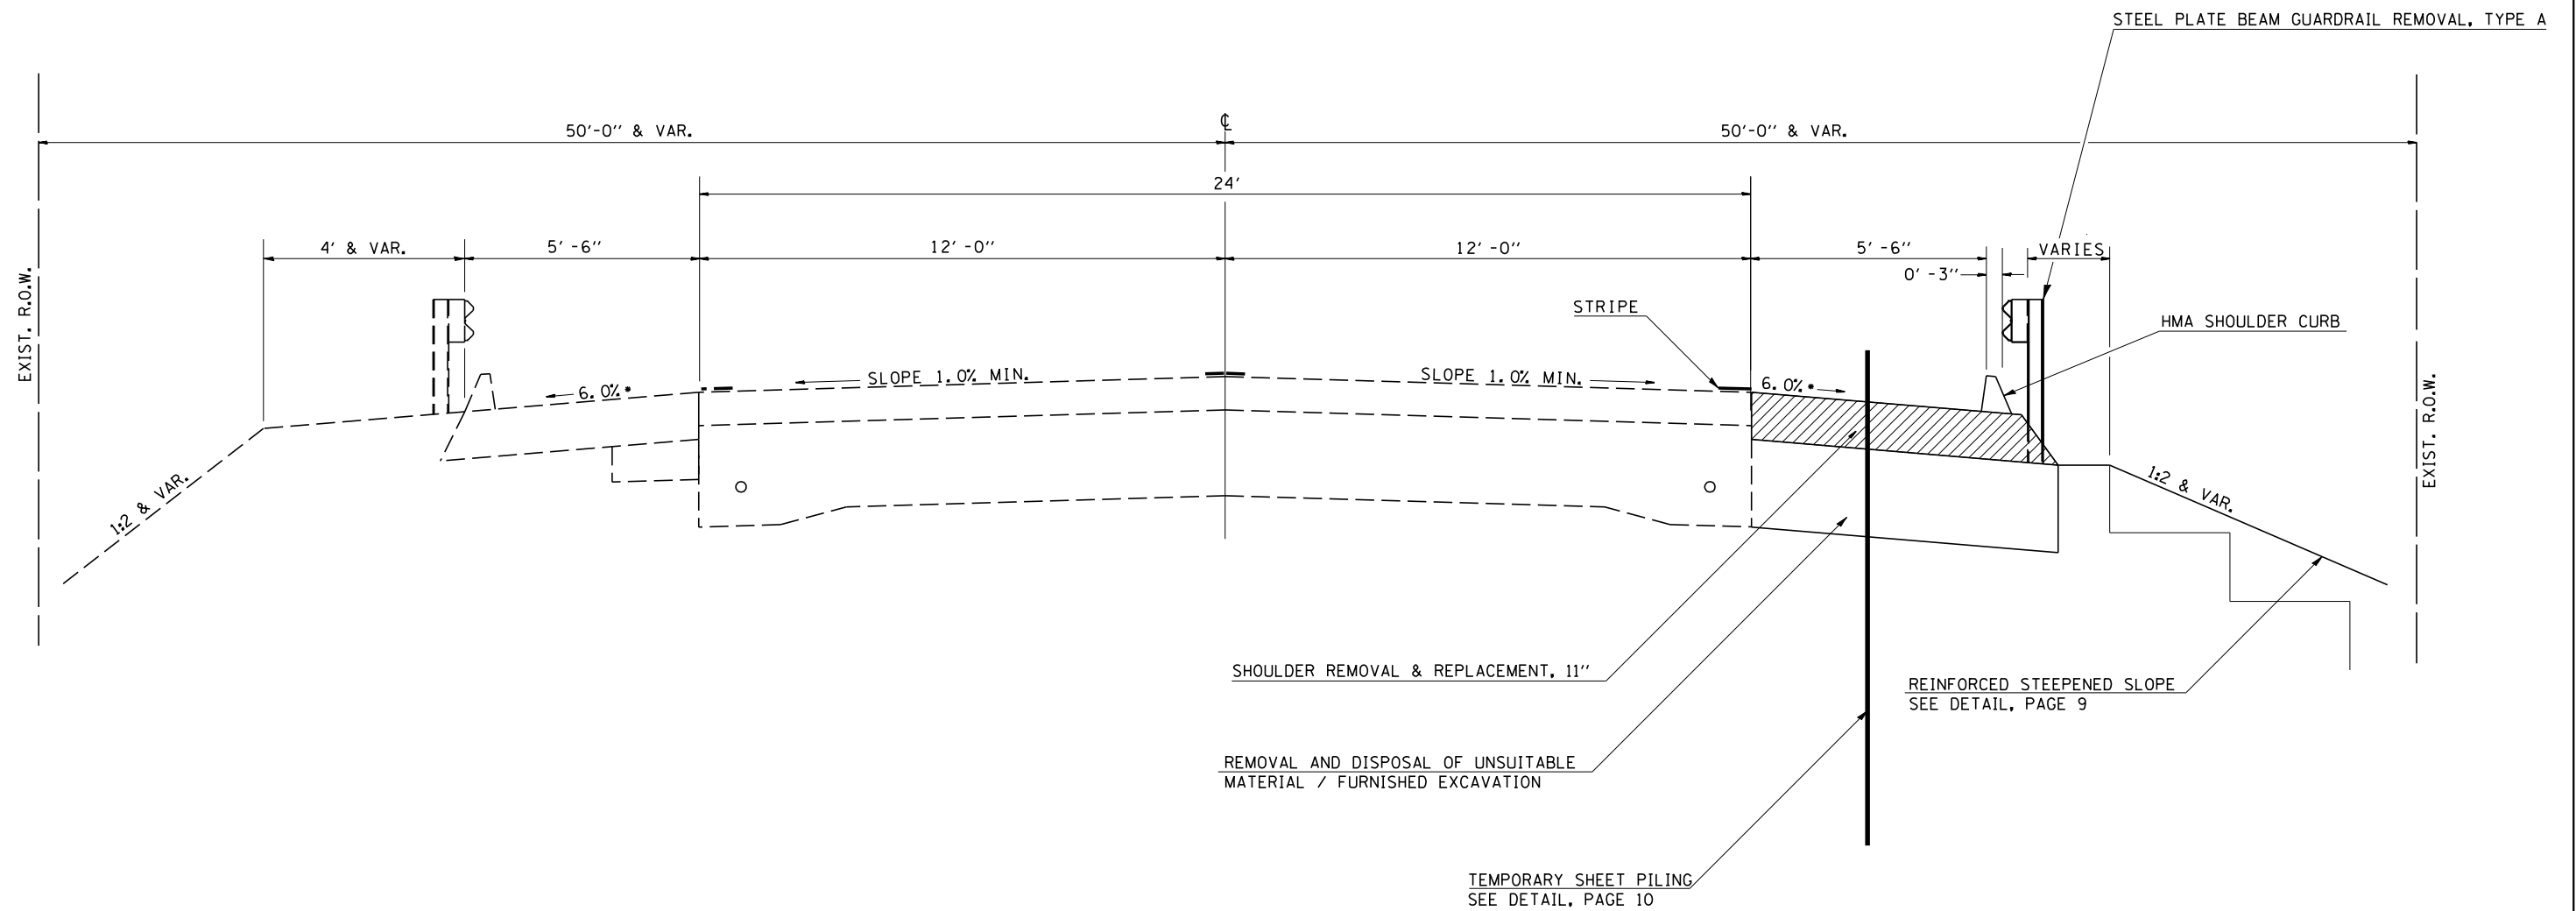 STEEL PLATE BEAM GUARDRAIL REMOVAL, TYPE A
℄
50'-0" & VAR.
50'-0" & VAR.
24'
4' & VAR.
5'-6"
12'-0"
12'-0"
5'-6"
VARIES
0'-3"
EXIST. R.O.W.
STRIPE
HMA SHOULDER CURB
6.0%*
SLOPE 1.0% MIN.
SLOPE 1.0% MIN.
6.0%*
EXIST. R.O.W.
1:2 & VAR.
1:2 & VAR.
SHOULDER REMOVAL & REPLACEMENT, 11"
REINFORCED STEEPENED SLOPE
SEE DETAIL, PAGE 9
REMOVAL AND DISPOSAL OF UNSUITABLE
MATERIAL / FURNISHED EXCAVATION
TEMPORARY SHEET PILING
SEE DETAIL, PAGE 10